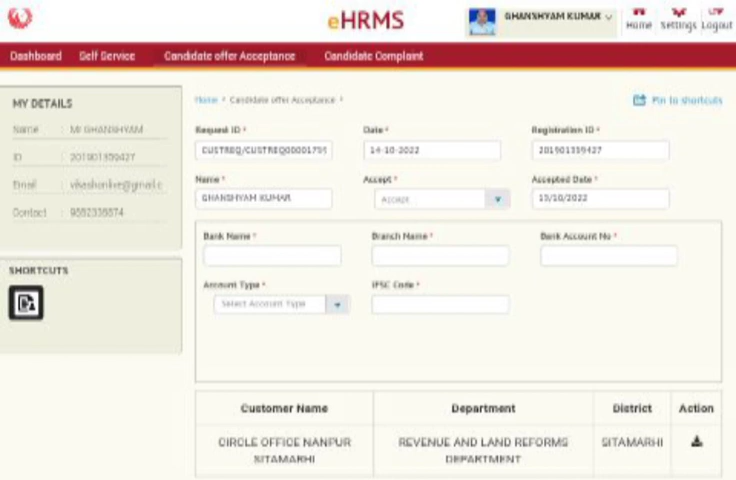 eHRMS
GHANSHYAM KUMAR
Home Settings Logout
Dashboard Self Service Candidate offer Acceptance Candidate Complaint
MY DETAILS
Name : Mr GHANSHYAM
ID : 201901359427
Email :
Contact :
SHORTCUTS
Home Candidate offer Acceptance
Pin to shortcuts
Request ID * Date * Registration ID *
14-10-2022 201901359427
Name * Accept * Accepted Date *
GHANSHYAM KUMAR Accept 15/10/2022
Bank Name * Branch Name * Bank Account No *
Account Type * IFSC Code *
Select Account Type
Customer Name Department District Action
CIRCLE OFFICE NANPUR REVENUE AND LAND REFORMS SITAMARHI
SITAMARHI DEPARTMENT